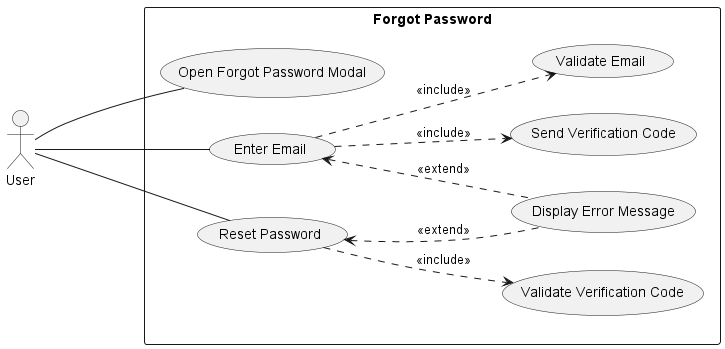 Forgot Password
Open Forgot Password Modal
Validate Email
«include»
Send Verification Code
«include»
Enter Email
«extend»
User
Display Error Message
Reset Password
«extend»
«include»
Validate Verification Code